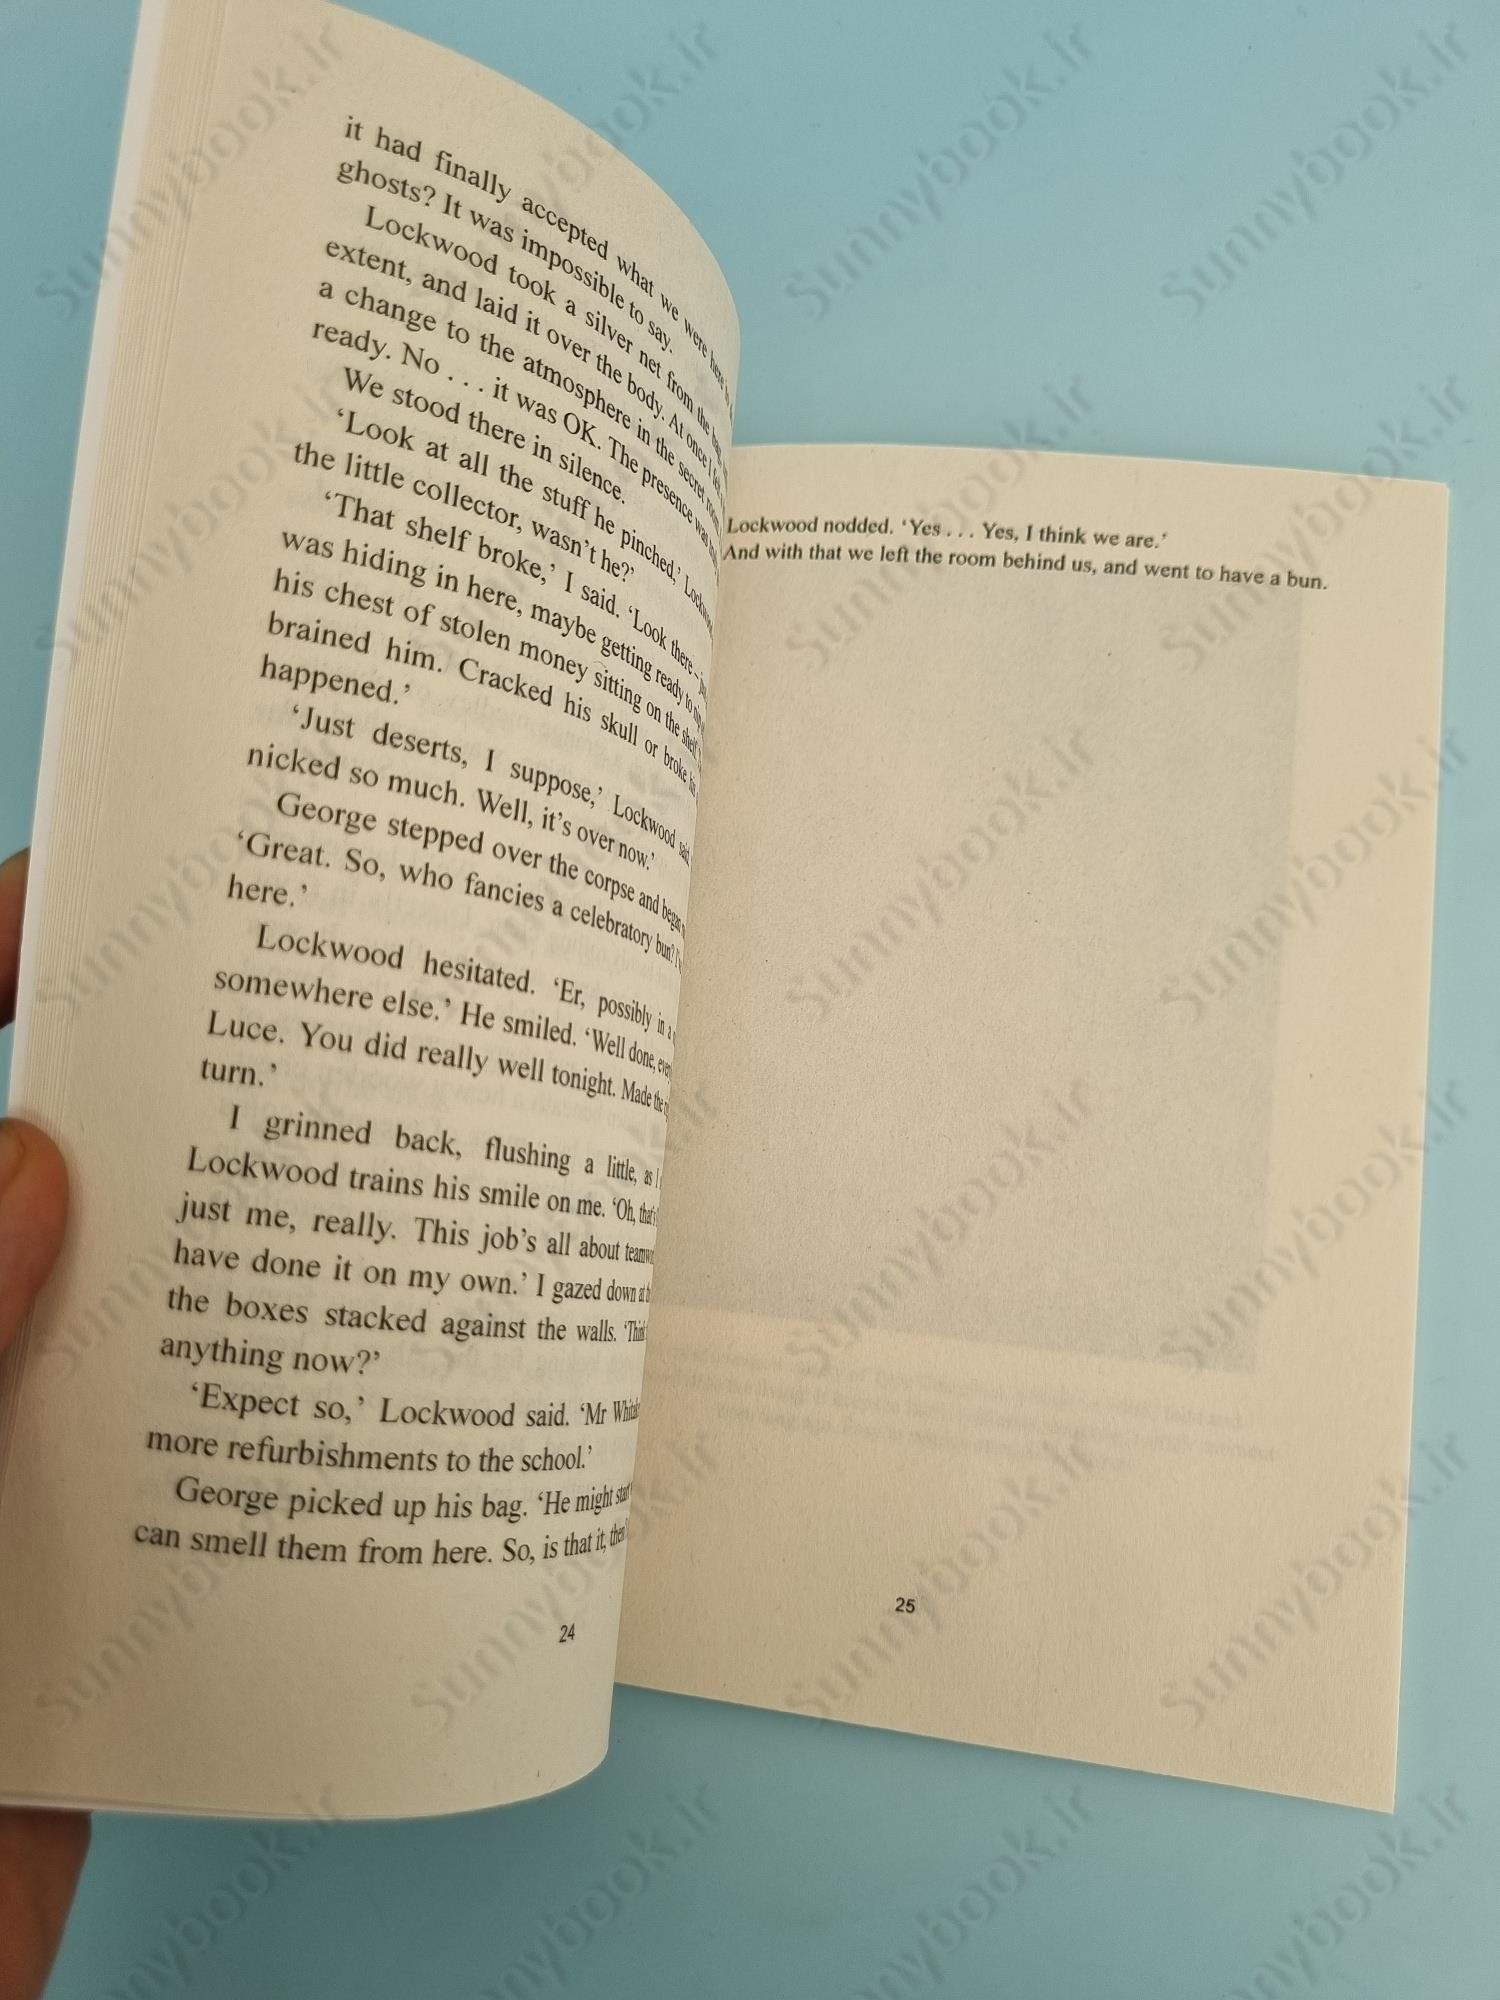 it had finally accepted what we were here
ghosts? It was impossible to say.
Lockwood took a silver net from the bag,
extent, and laid it over the body. At once I felt
a change to the atmosphere in the secret room.
ready. No . . . it was OK. The presence was
We stood there in silence.
‘Look at all the stuff he pinched,’ Lockwood
the little collector, wasn’t he?’
‘That shelf broke,’ I said. ‘Look there –
was hiding in here, maybe getting ready to
his chest of stolen money sitting on the shelf.
brained him. Cracked his skull or broke his
happened.’
‘Just deserts, I suppose,’ Lockwood said.
nicked so much. Well, it’s over now.’
George stepped over the corpse and began
‘Great. So, who fancies a celebratory bun?
here.’
Lockwood hesitated. ‘Er, possibly in a
somewhere else.’ He smiled. ‘Well done,
Luce. You did really well tonight. Made the
turn.’
I grinned back, flushing a little, as I
Lockwood trains his smile on me. ‘Oh, that’s
just me, really. This job’s all about
have done it on my own.’ I gazed down at
the boxes stacked against the walls. ‘Think
anything now?’
‘Expect so,’ Lockwood said. ‘Mr
more refurbishments to the school.’
George picked up his bag. ‘He might start
can smell them from here. So, is that it, then?
24
Lockwood nodded. ‘Yes . . . Yes, I think we are.’
And with that we left the room behind us, and went to have a bun.
25
Sunnybook.ir